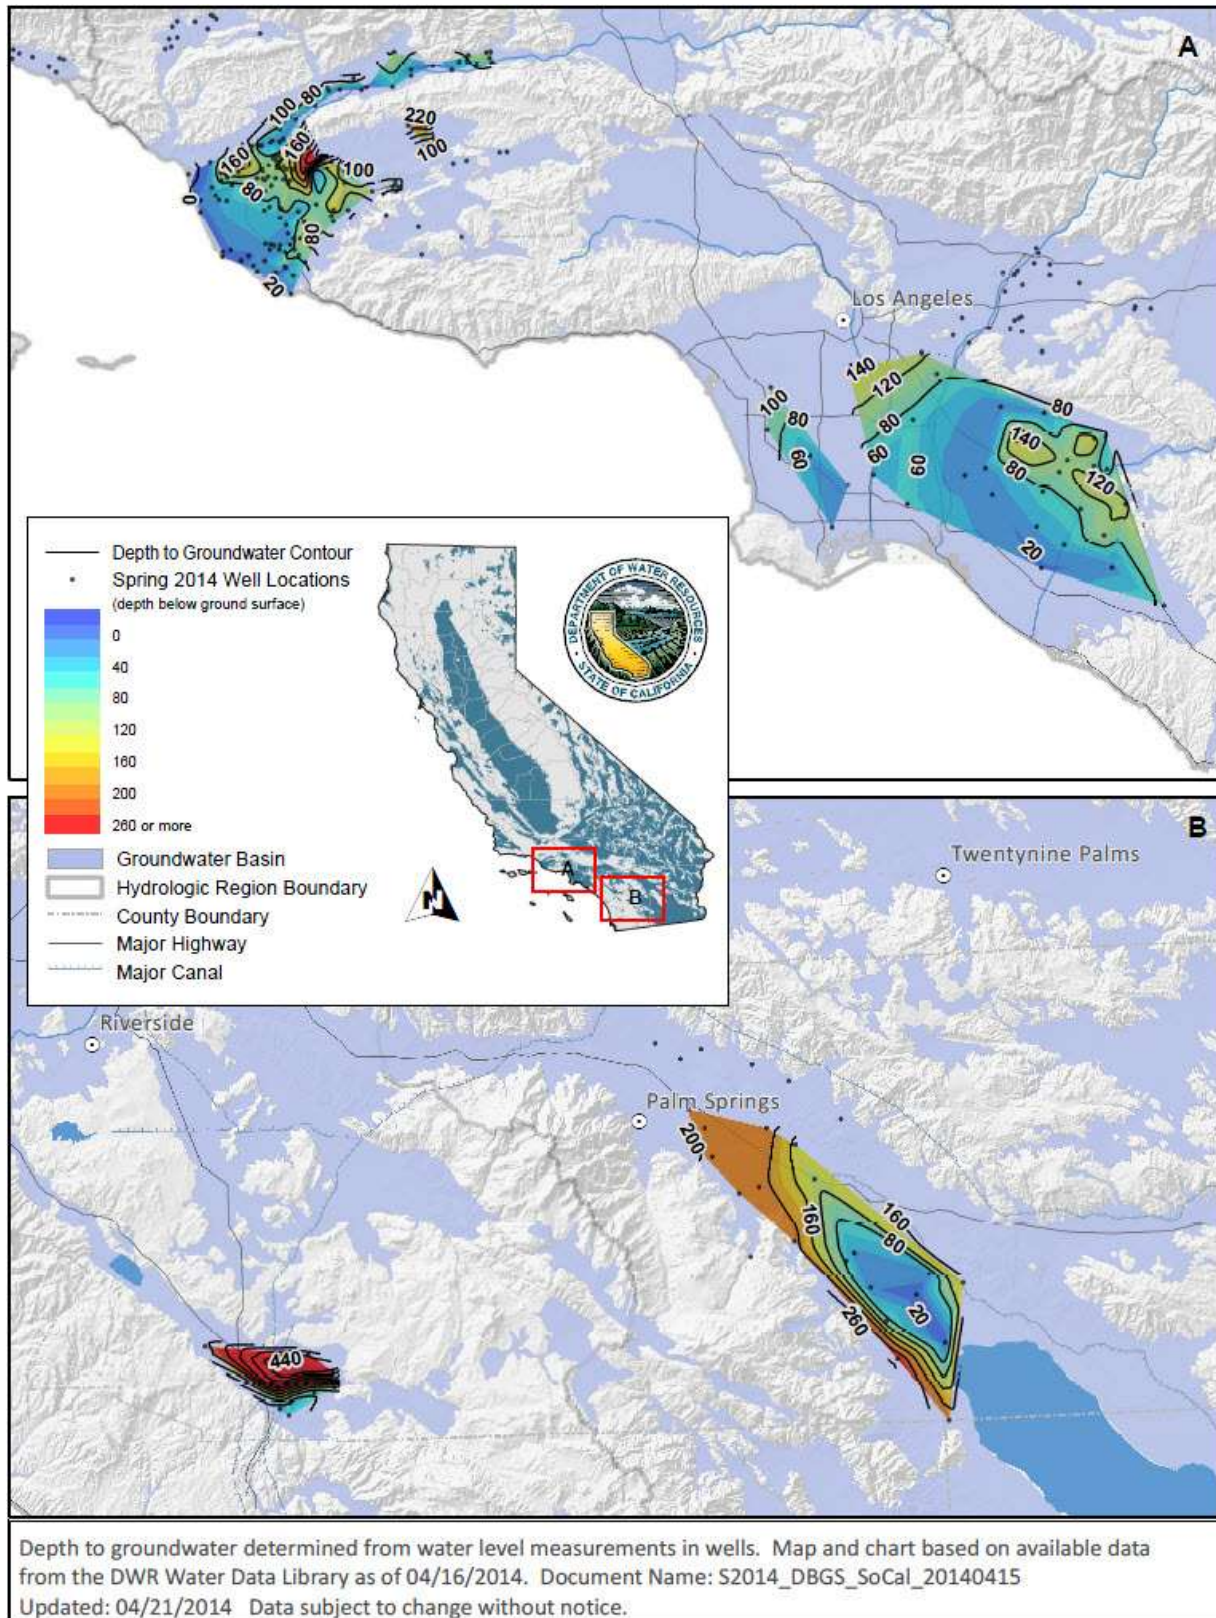 A
100
80
160
160
220
100
100
80
0
80
20
Los Angeles
140
120
100
80
80
60
60
60
80
140
80
120
20
Depth to Groundwater Contour
Spring 2014 Well Locations
(depth below ground surface)
0
40
80
120
160
200
260 or more
Groundwater Basin
Hydrologic Region Boundary
County Boundary
Major Highway
Major Canal
DEPARTMENT OF WATER RESOURCES
STATE OF CALIFORNIA
A
B
N
B
Twentynine Palms
Riverside
Palm Springs
200
160
160
80
20
260
440
Depth to groundwater determined from water level measurements in wells. Map and chart based on available data
from the DWR Water Data Library as of 04/16/2014. Document Name: S2014_DBGS_SoCal_20140415
Updated: 04/21/2014 Data subject to change without notice.